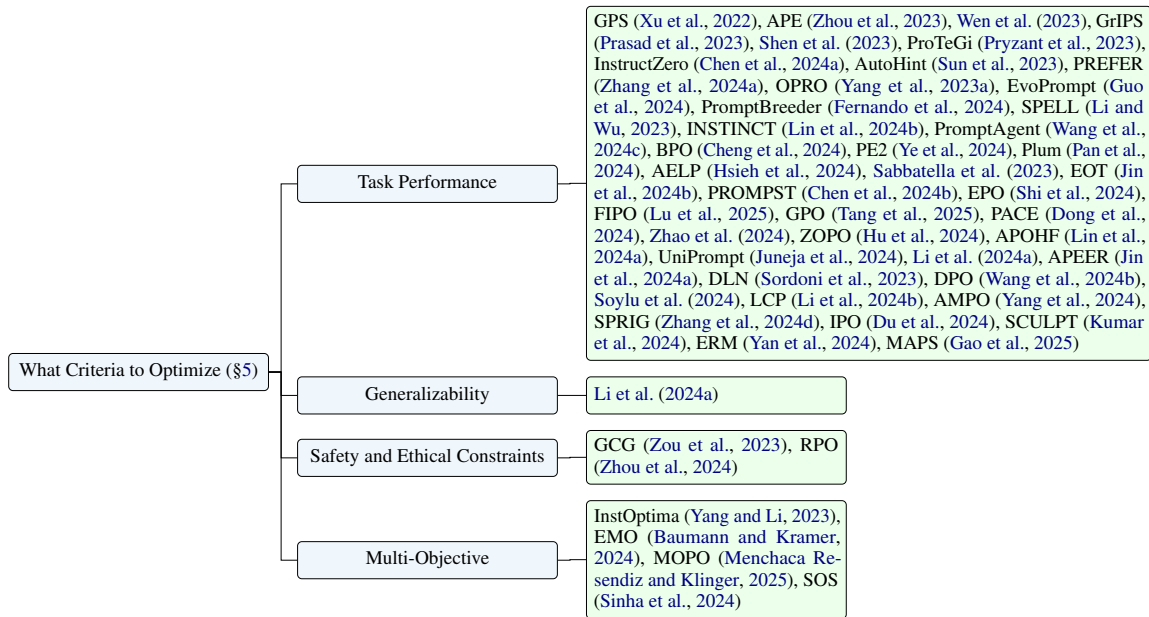 GPS (Xu et al., 2022), APE (Zhou et al., 2023), Wen et al. (2023), GrIPS
(Prasad et al., 2023), Shen et al. (2023), ProTeGi (Pryzant et al., 2023),
InstructZero (Chen et al., 2024a), AutoHint (Sun et al., 2023), PREFER
(Zhang et al., 2024a), OPRO (Yang et al., 2023a), EvoPrompt (Guo
et al., 2024), PromptBreeder (Fernando et al., 2024), SPELL (Li and
Wu, 2023), INSTINCT (Lin et al., 2024b), PromptAgent (Wang et al.,
2024c), BPO (Cheng et al., 2024), PE2 (Ye et al., 2024), Plum (Pan et al.,
2024), AELP (Hsieh et al., 2024), Sabbatella et al. (2023), EOT (Jin
et al., 2024b), PROMPST (Chen et al., 2024b), EPO (Shi et al., 2024),
FIPO (Lu et al., 2025), GPO (Tang et al., 2025), PACE (Dong et al.,
2024), Zhao et al. (2024), ZOPO (Hu et al., 2024), APOHF (Lin et al.,
2024a), UniPrompt (Juneja et al., 2024), Li et al. (2024a), APEER (Jin
et al., 2024a), DLN (Sordoni et al., 2023), DPO (Wang et al., 2024b),
Soylu et al. (2024), LCP (Li et al., 2024b), AMPO (Yang et al., 2024),
SPRIG (Zhang et al., 2024d), IPO (Du et al., 2024), SCULPT (Kumar
et al., 2024), ERM (Yan et al., 2024), MAPS (Gao et al., 2025)
Task Performance
What Criteria to Optimize (§5)
Generalizability
Li et al. (2024a)
Safety and Ethical Constraints
GCG (Zou et al., 2023), RPO
(Zhou et al., 2024)
Multi-Objective
InstOptima (Yang and Li, 2023),
EMO (Baumann and Kramer,
2024), MOPO (Menchaca Re-
sendiz and Klinger, 2025), SOS
(Sinha et al., 2024)